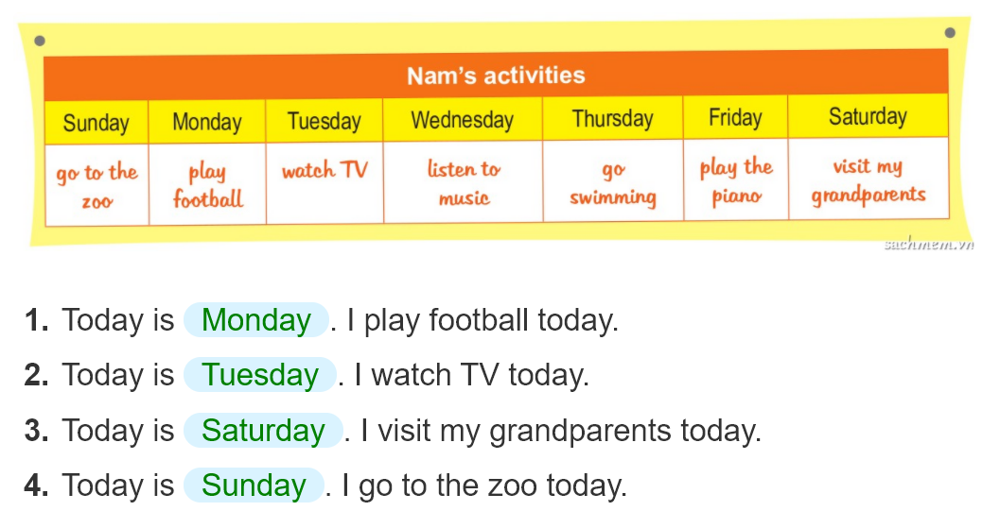 Nam's activities
Sunday Monday Tuesday Wednesday Thursday Friday Saturday
go to the play watch TV listen to go play the visit my
zoo football music swimming piano grandparents
sachmem.vn
1. Today is Monday. I play football today.
2. Today is Tuesday. I watch TV today.
3. Today is Saturday. I visit my grandparents today.
4. Today is Sunday. I go to the zoo today.